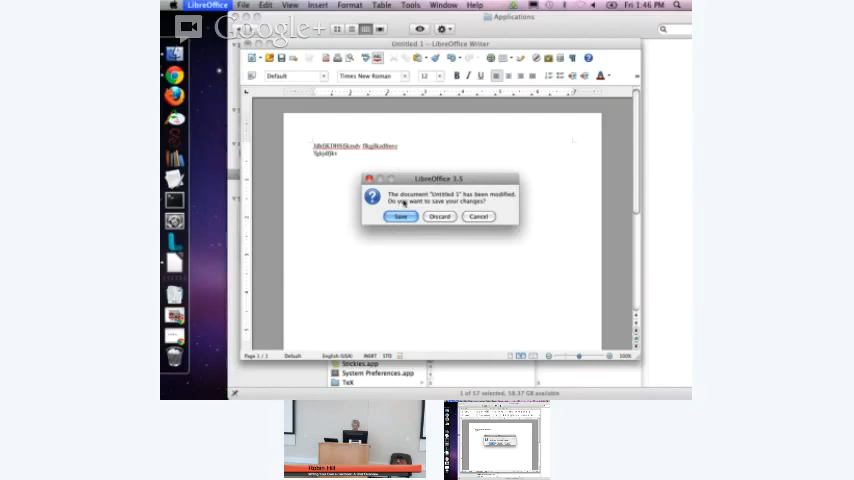 LibreOffice File Edit View Insert Format Table Tools Window Help Fri 1:46 PM
Google+
Applications
Untitled 1 - LibreOffice Writer
Default Times New Roman 12 B I U
The document "Untitled 1" has been modified.
Do you want to save your changes?
LibreOffice 3.5
Save Discard Cancel
Page 1 / 1 Default English (USA) INSRT STD 100%
Stickies.app
System Preferences.app
TeX
1 of 57 selected, 58.37 GB available
Robin Hill